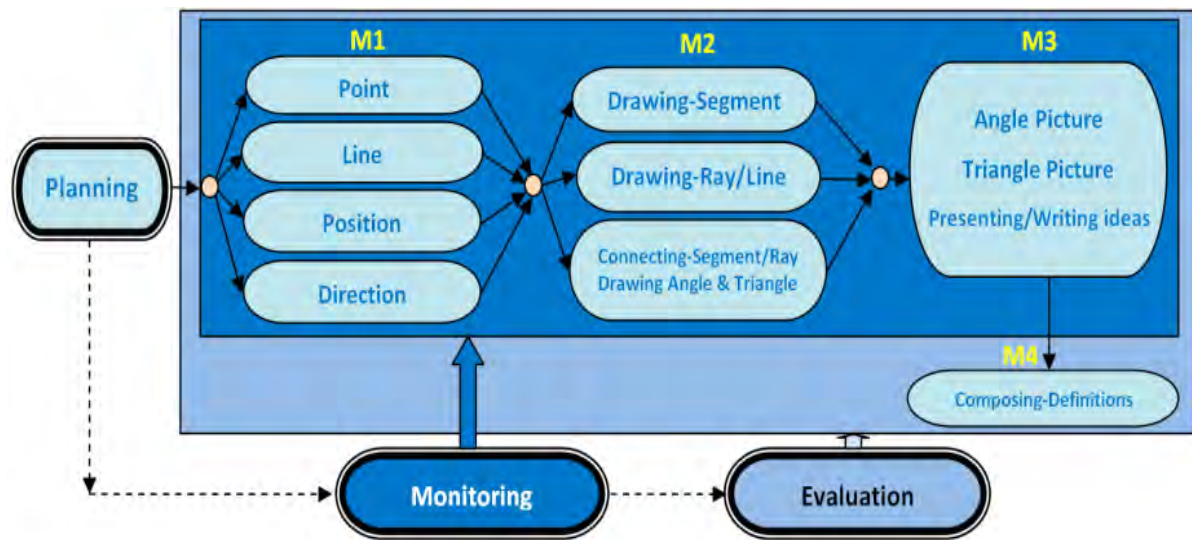 M1
M2
M3
Point
Line
Position
Direction
Planning
Drawing-Segment
Drawing-Ray/Line
Connecting-Segment/Ray
Drawing Angle & Triangle
Angle Picture
Triangle Picture
Presenting/Writing ideas
M4
Composing-Definitions
Monitoring
Evaluation